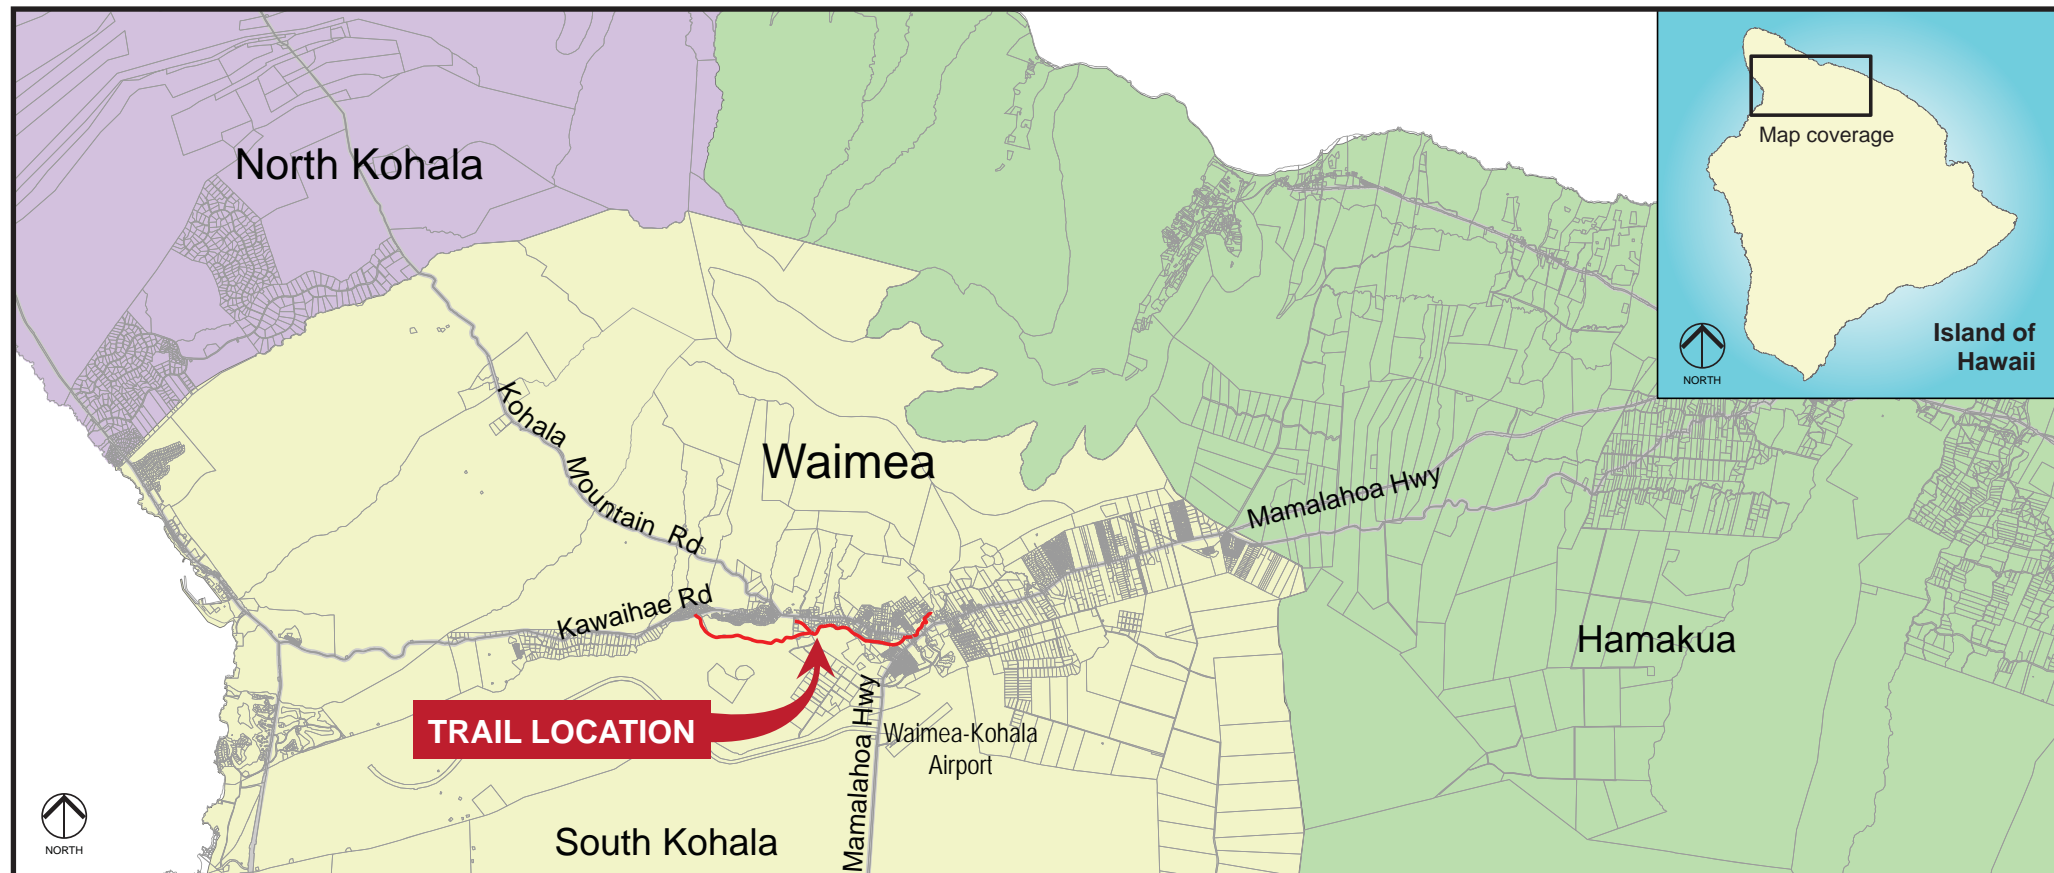 North Kohala
Map coverage
Island of
Hawaii
NORTH
Kohala Mountain Rd
Waimea
Mamalahoa Hwy
Kawaihae Rd
Hamakua
TRAIL LOCATION
Mamalahoa Hwy
Waimea-Kohala
Airport
South Kohala
NORTH